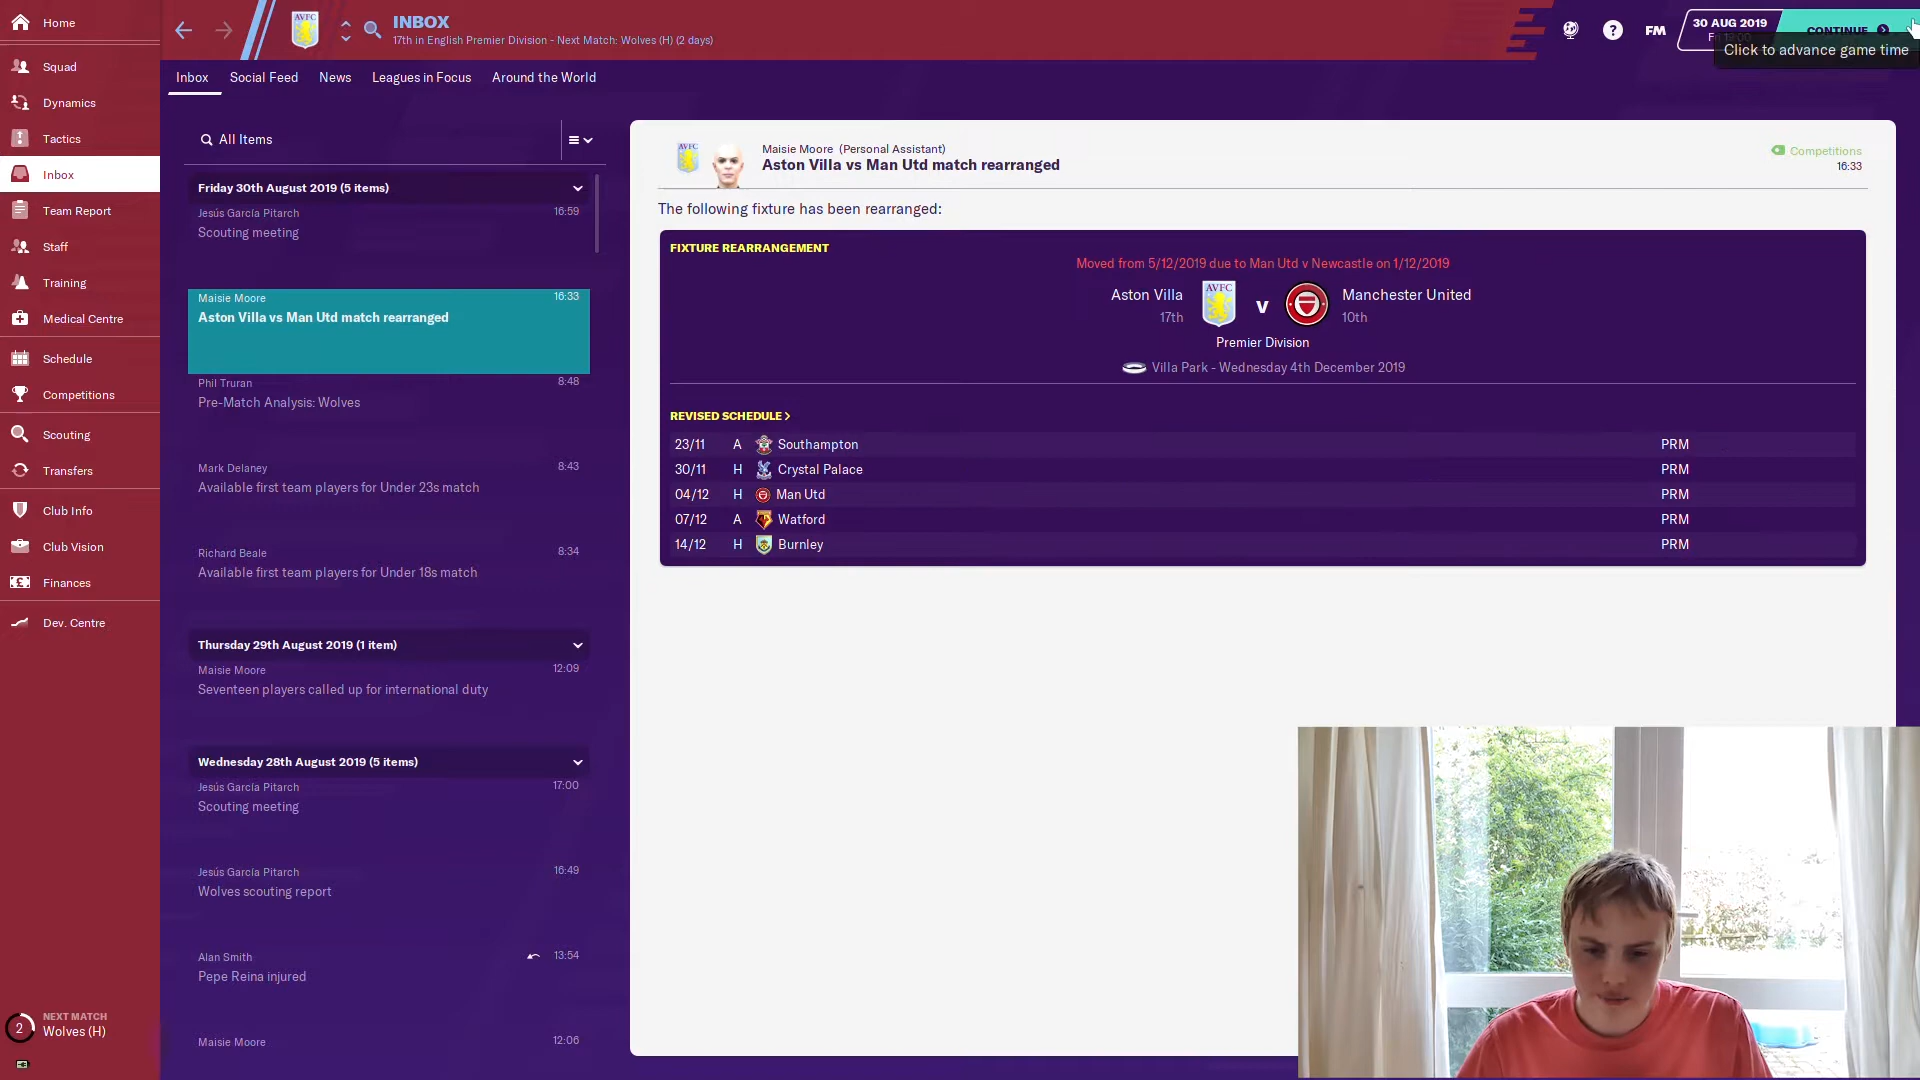 Home
Squad
Dynamics
Tactics
Inbox
Team Report
Staff
Training
Medical Centre
Schedule
Competitions
Scouting
Transfers
Club Info
Club Vision
Finances
Dev. Centre
NEXT MATCH
2
Wolves (H)
AVFC
INBOX
17th in English Premier Division - Next Match: Wolves (H) (2 days)
?
FM
30 AUG 2019
CONTINUE
Click to advance game time
Inbox
Social Feed
News
Leagues in Focus
Around the World
All Items
Friday 30th August 2019 (5 items)
Jesús García Pitarch
16:59
Scouting meeting
Maisie Moore
16:33
Aston Villa vs Man Utd match rearranged
Phil Truran
8:48
Pre-Match Analysis: Wolves
Mark Delaney
8:43
Available first team players for Under 23s match
Richard Beale
8:34
Available first team players for Under 18s match
Thursday 29th August 2019 (1 item)
Maisie Moore
12:09
Seventeen players called up for international duty
Wednesday 28th August 2019 (5 items)
Jesús García Pitarch
17:00
Scouting meeting
Jesús García Pitarch
16:49
Wolves scouting report
Alan Smith
13:54
Pepe Reina injured
Maisie Moore
12:06
AVFC
Maisie Moore (Personal Assistant)
Aston Villa vs Man Utd match rearranged
Competitions
16:33
The following fixture has been rearranged:
FIXTURE REARRANGEMENT
Moved from 5/12/2019 due to Man Utd v Newcastle on 1/12/2019
Aston Villa
17th
AVFC
v
Manchester United
10th
Premier Division
Villa Park - Wednesday 4th December 2019
REVISED SCHEDULE >
23/11 A Southampton PRM
30/11 H Crystal Palace PRM
04/12 H Man Utd PRM
07/12 A Watford PRM
14/12 H Burnley PRM